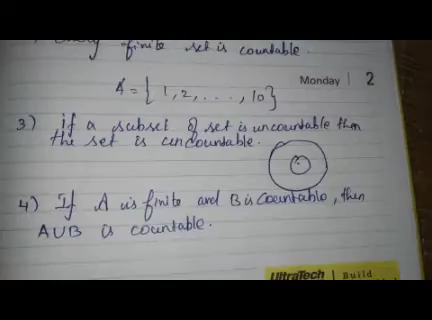 finite set is countable.
A = {1, 2, . . . , 10}
Monday | 2
3) if a subset of set is uncountable then
the set is uncountable.
4) If A is finite and B is Countable, then
A∪B is countable.
UltraTech | Build